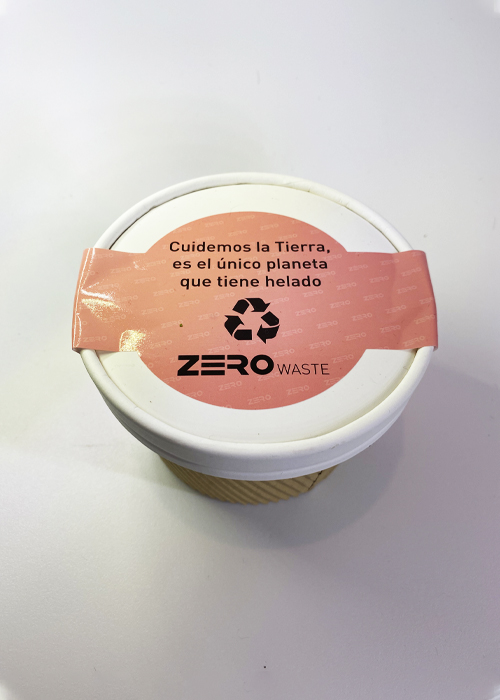 Cuidemos la Tierra,
es el único planeta
que tiene helado
ZERO WASTE